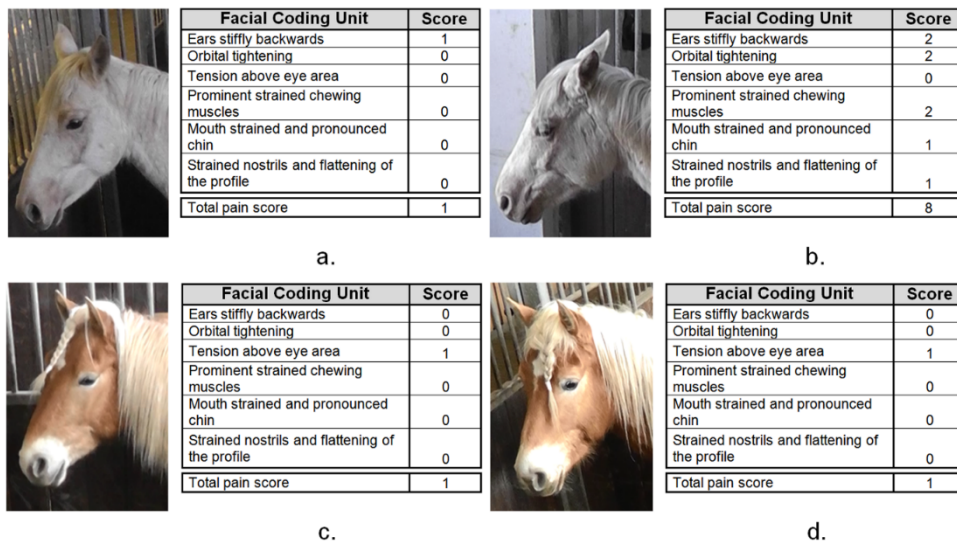 Facial Coding Unit Score
Ears stiffly backwards 1
Orbital tightening 0
Tension above eye area 0
Prominent strained chewing
muscles 0
Mouth strained and pronounced
chin 0
Strained nostrils and flattening of
the profile 0
Total pain score 1
a.
Facial Coding Unit Score
Ears stiffly backwards 2
Orbital tightening 2
Tension above eye area 0
Prominent strained chewing
muscles 2
Mouth strained and pronounced
chin 1
Strained nostrils and flattening of
the profile 1
Total pain score 8
b.
Facial Coding Unit Score
Ears stiffly backwards 0
Orbital tightening 0
Tension above eye area 1
Prominent strained chewing
muscles 0
Mouth strained and pronounced
chin 0
Strained nostrils and flattening of
the profile 0
Total pain score 1
c.
Facial Coding Unit Score
Ears stiffly backwards 0
Orbital tightening 0
Tension above eye area 1
Prominent strained chewing
muscles 0
Mouth strained and pronounced
chin 0
Strained nostrils and flattening of
the profile 0
Total pain score 1
d.